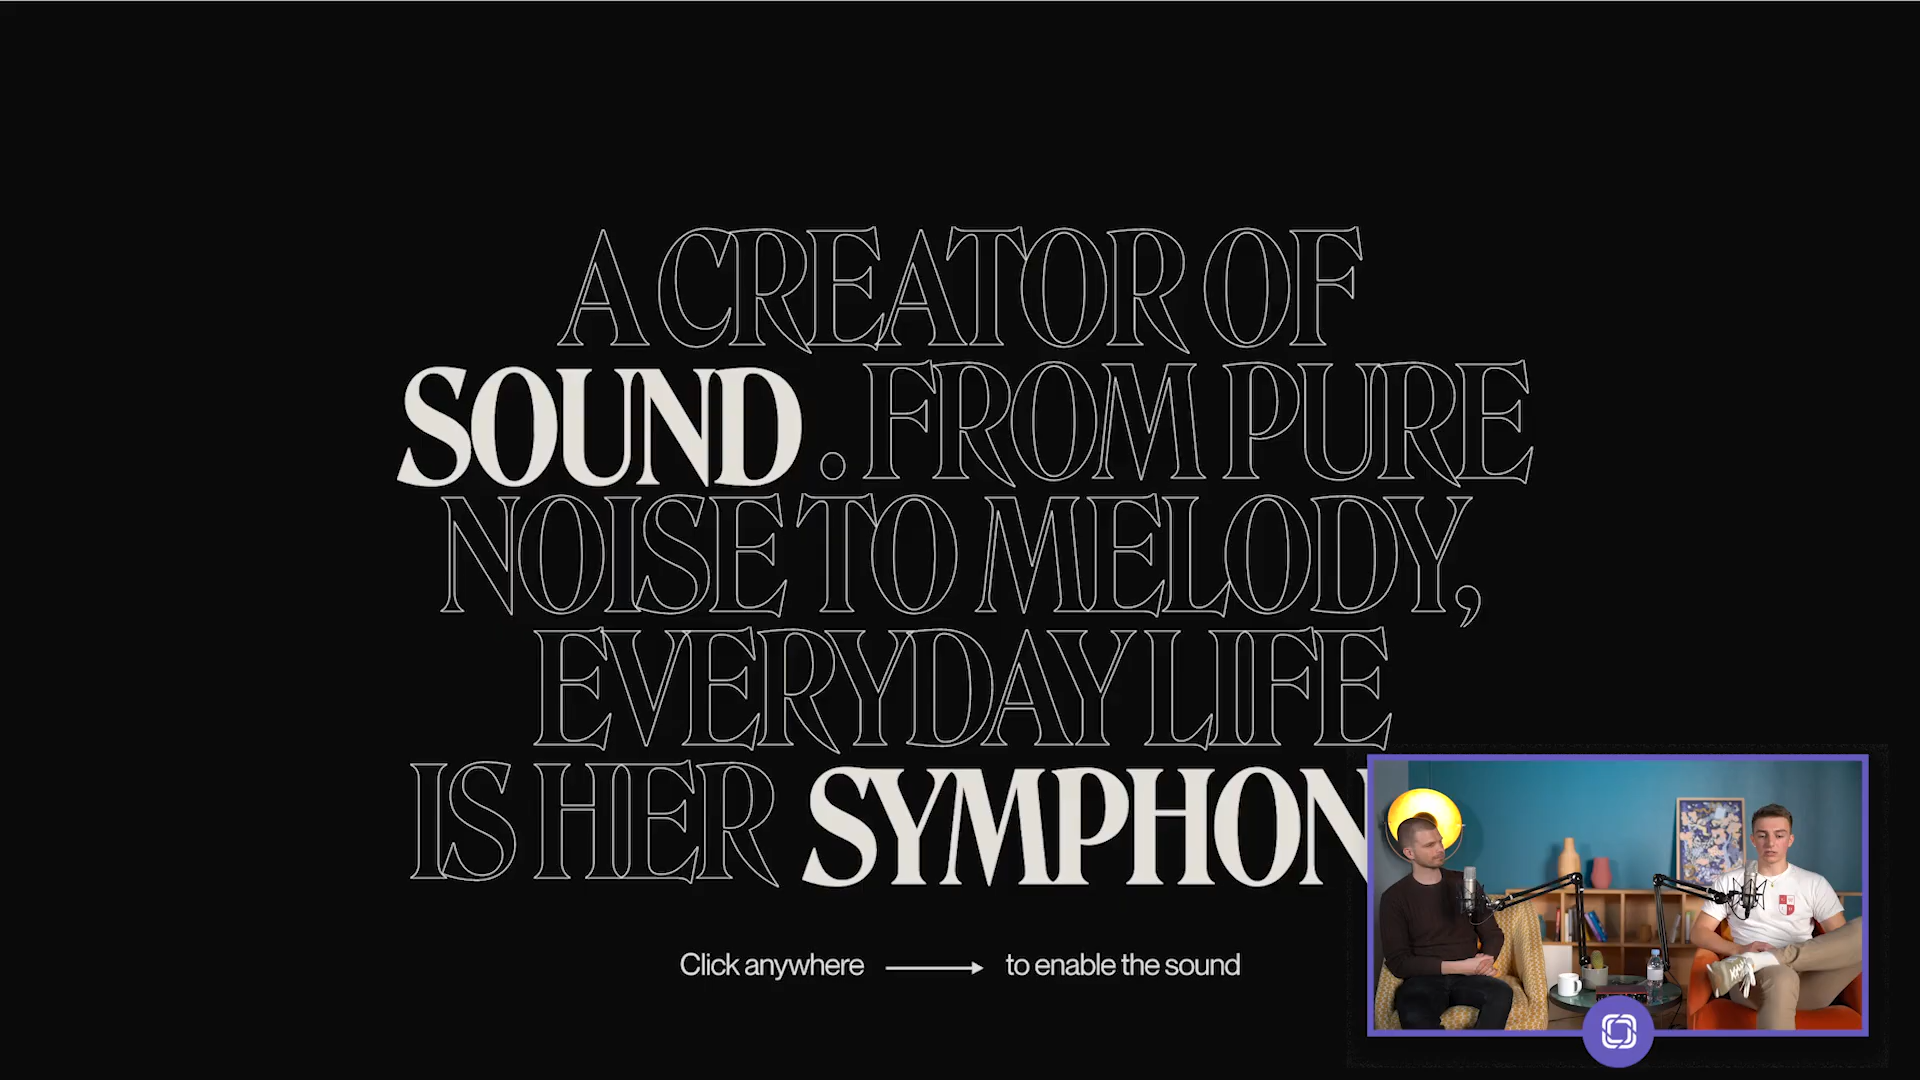 A CREATOR OF
SOUND . FROM PURE
NOISE TO MELODY,
EVERYDAY LIFE
IS HER SYMPHON
Click anywhere → to enable the sound